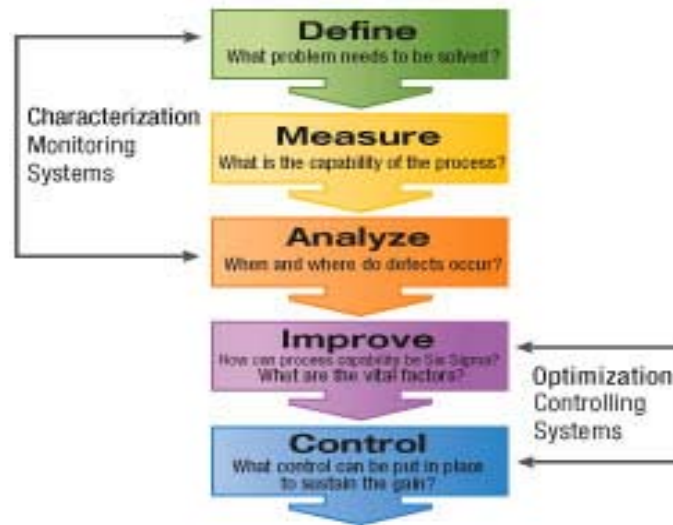 Define
What problem needs to be solved?
Characterization
Monitoring
Systems
Measure
What is the capability of the process?
Analyze
When and where do defects occur?
Improve
How can process capability be Six Sigma?
What are the vital factors?
Optimization
Controlling
Systems
Control
What control can be put in place
to sustain the gain?